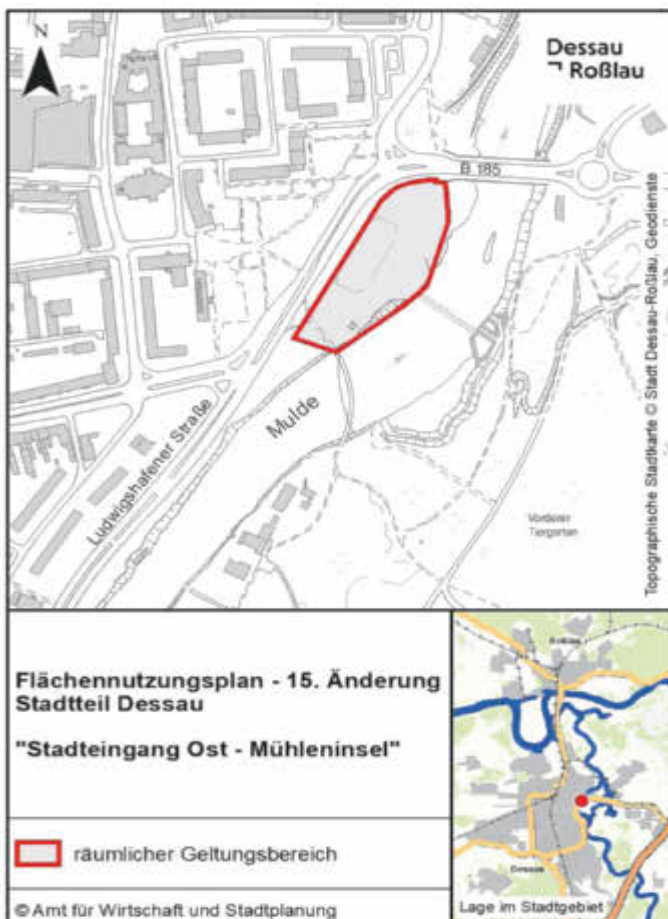 N
Dessau
Roßlau
B 185
Ludwigshafener Straße
Mulde
Vorderer
Tiergarten
Topographische Stadtkarte © Stadt Dessau-Roßlau, Geodienste
Flächennutzungsplan - 15. Änderung
Stadtteil Dessau
"Stadteingang Ost - Mühleninsel"
räumlicher Geltungsbereich
© Amt für Wirtschaft und Stadtplanung
Roßlau
Dessau
Lage im Stadtgebiet